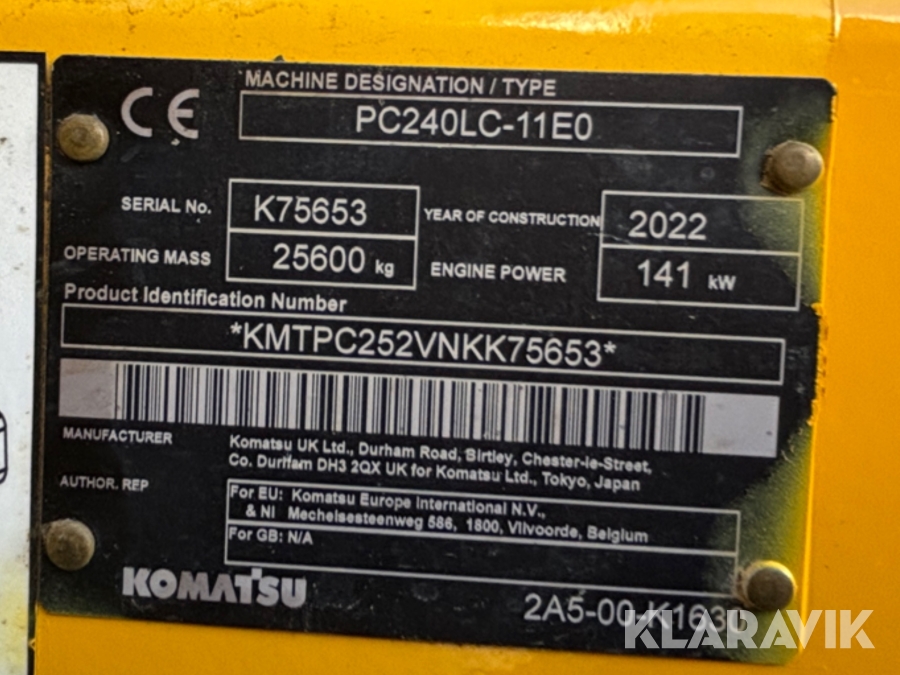 CE
MACHINE DESIGNATION / TYPE
PC240LC-11E0
SERIAL No. K75653 YEAR OF CONSTRUCTION 2022
OPERATING MASS 25600 kg ENGINE POWER 141 kW
Product Identification Number
*KMTPC252VNKK75653*
MANUFACTURER Komatsu UK Ltd., Durham Road, Birtley, Chester-le-Street,
Co. Durham DH3 2QX UK for Komatsu Ltd., Tokyo, Japan
AUTHOR. REP
For EU: Komatsu Europe International N.V.,
& NI Mechelsesteenweg 586, 1800, Vilvoorde, Belgium
For GB: N/A
KOMATSU
KLARAVIK